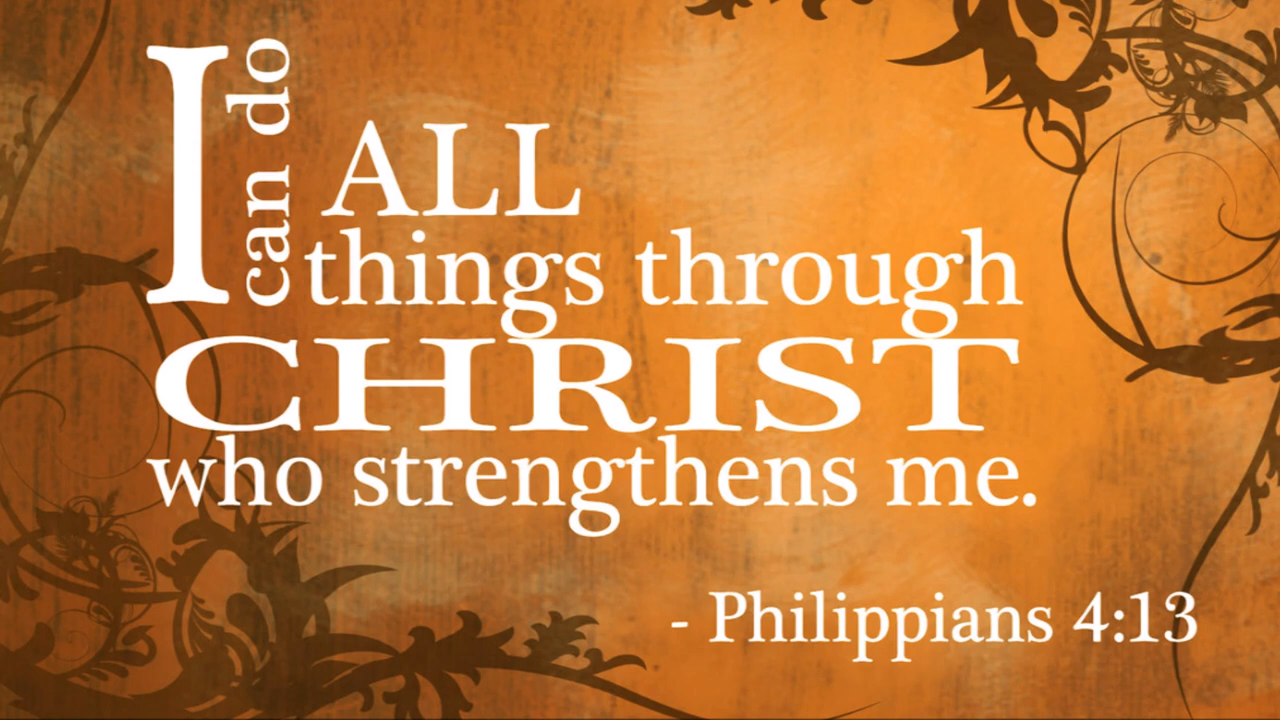 I can do ALL
things through
CHRIST
who strengthens me.
- Philippians 4:13